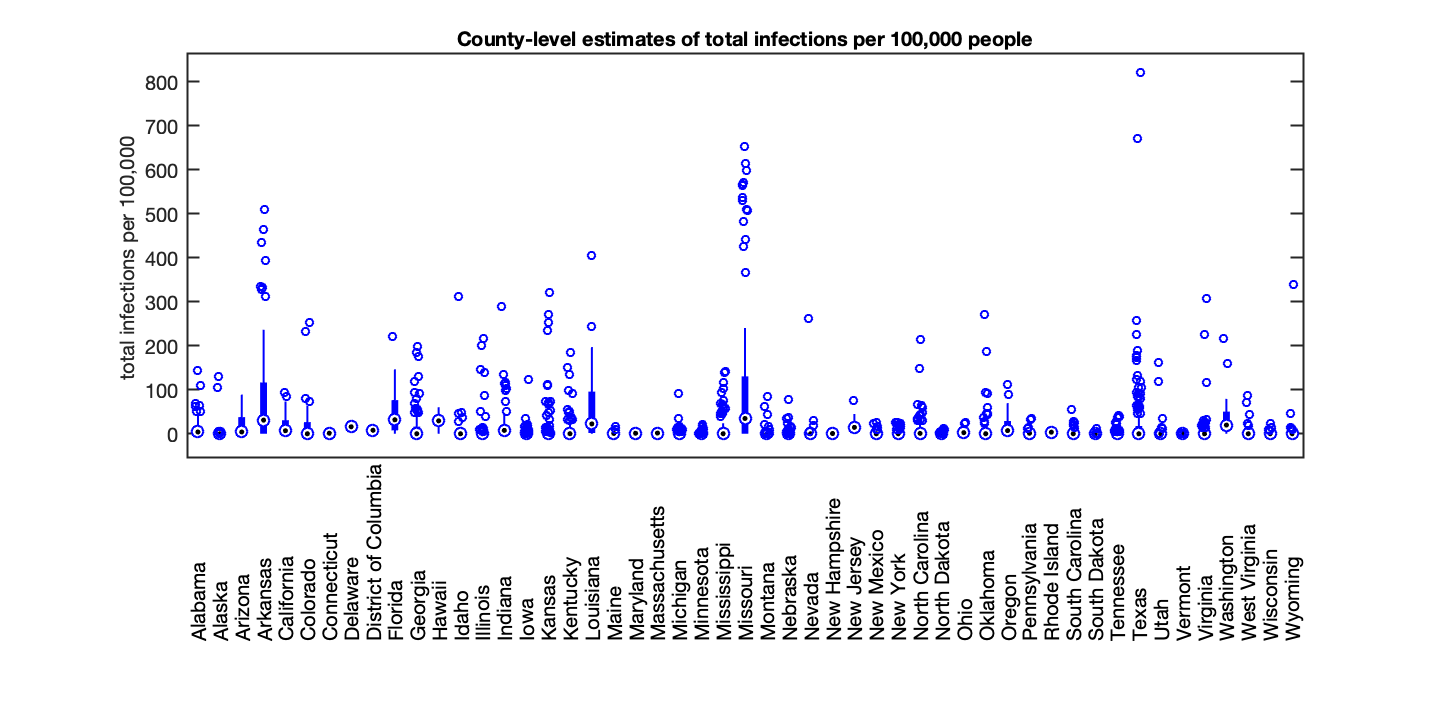 County-level estimates of total infections per 100,000 people
total infections per 100,000
800
700
600
500
400
300
200
100
0
Alabama
Alaska
Arizona
Arkansas
California
Colorado
Connecticut
Delaware
District of Columbia
Florida
Georgia
Hawaii
Idaho
Illinois
Indiana
Iowa
Kansas
Kentucky
Louisiana
Maine
Maryland
Massachusetts
Michigan
Minnesota
Mississippi
Missouri
Montana
Nebraska
Nevada
New Hampshire
New Jersey
New Mexico
New York
North Carolina
North Dakota
Ohio
Oklahoma
Oregon
Pennsylvania
Rhode Island
South Carolina
South Dakota
Tennessee
Texas
Utah
Vermont
Virginia
Washington
West Virginia
Wisconsin
Wyoming